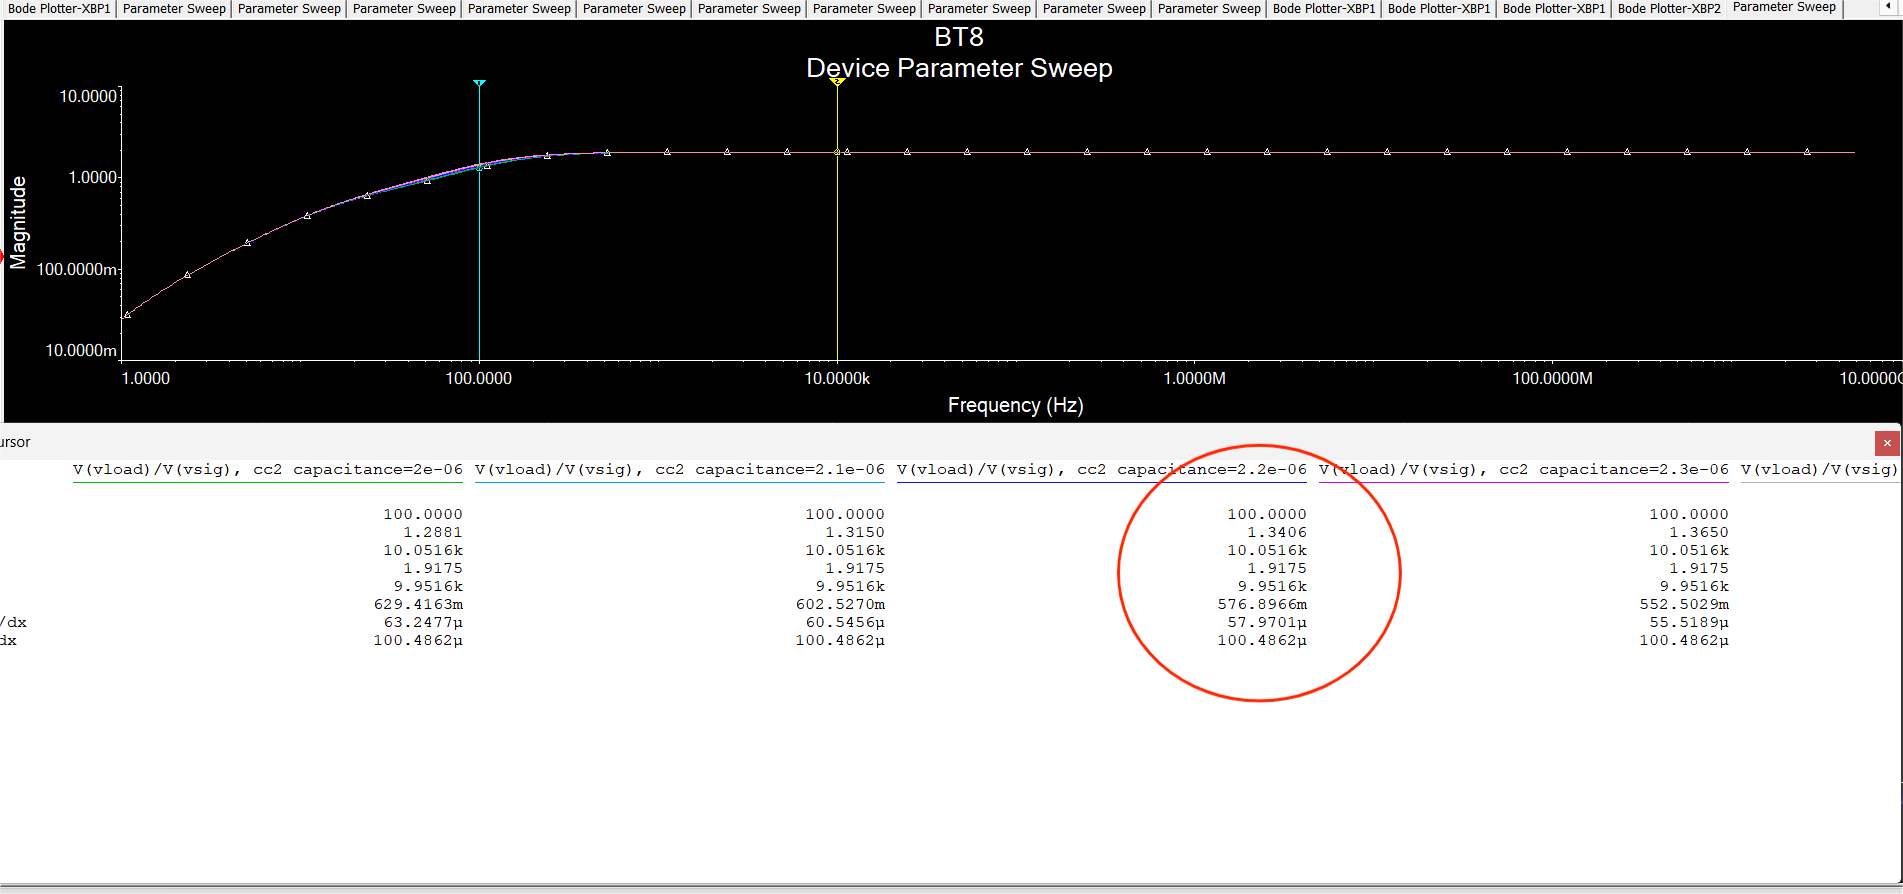 Bode Plotter-XBP1 Parameter Sweep Parameter Sweep Parameter Sweep Parameter Sweep Parameter Sweep Parameter Sweep Parameter Sweep Parameter Sweep Parameter Sweep Parameter Sweep Bode Plotter-XBP1 Bode Plotter-XBP1 Bode Plotter-XBP1 Bode Plotter-XBP2 Parameter Sweep
BT8
Device Parameter Sweep
1 2
10.0000
1.0000
100.0000m
10.0000m
Magnitude
1.0000 100.0000 10.0000k 1.0000M 100.0000M 10.0000G
Frequency (Hz)
ursor
V(vload)/V(vsig), cc2 capacitance=2e-06 V(vload)/V(vsig), cc2 capacitance=2.1e-06 V(vload)/V(vsig), cc2 capacitance=2.2e-06 V(vload)/V(vsig), cc2 capacitance=2.3e-06 V(vload)/V(vsig)
100.0000 100.0000 100.0000 100.0000
1.2881 1.3150 1.3406 1.3650
10.0516k 10.0516k 10.0516k 10.0516k
1.9175 1.9175 1.9175 1.9175
9.9516k 9.9516k 9.9516k 9.9516k
629.4163m 602.5270m 576.8966m 552.5029m
/dx 63.2477µ 60.5456µ 57.9701µ 55.5189µ
dx 100.4862µ 100.4862µ 100.4862µ 100.4862µ